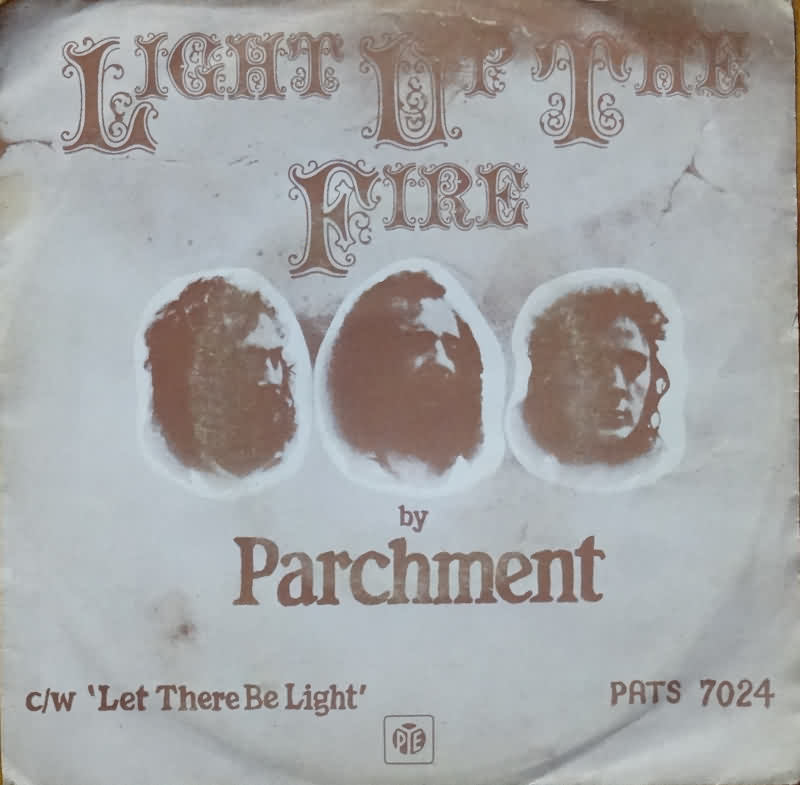 Light Up The
Fire
by
Parchment
c/w 'Let There Be Light'
PATS 7024
PYE